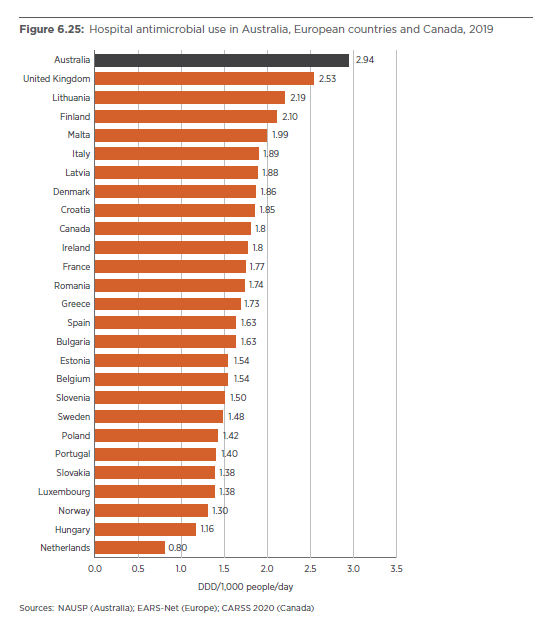 Figure 6.25: Hospital antimicrobial use in Australia, European countries and Canada, 2019
Australia 2.94
United Kingdom 2.53
Lithuania 2.19
Finland 2.10
Malta 1.99
Italy 1.89
Latvia 1.88
Denmark 1.86
Croatia 1.85
Canada 1.8
Ireland 1.8
France 1.77
Romania 1.74
Greece 1.73
Spain 1.63
Bulgaria 1.63
Estonia 1.54
Belgium 1.54
Slovenia 1.50
Sweden 1.48
Poland 1.42
Portugal 1.40
Slovakia 1.38
Luxembourg 1.38
Norway 1.30
Hungary 1.16
Netherlands 0.80
0.0 0.5 1.0 1.5 2.0 2.5 3.0 3.5
DDD/1,000 people/day
Sources: NAUSP (Australia); EARS-Net (Europe); CARSS 2020 (Canada)